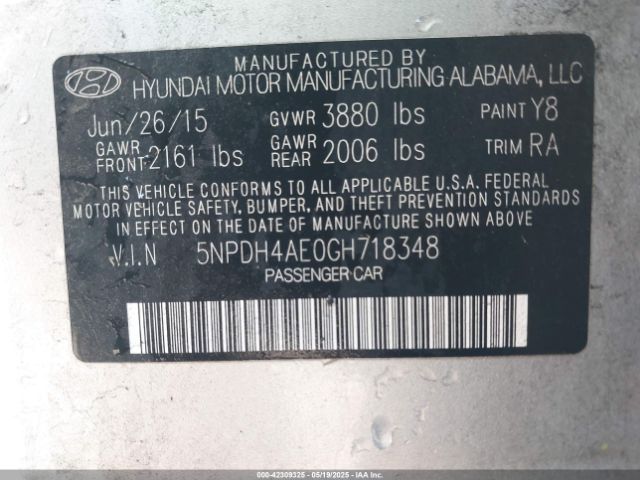 MANUFACTURED BY
HYUNDAI MOTOR MANUFACTURING ALABAMA, LLC
Jun/26/15 GVWR 3880 lbs PAINT Y8
GAWR FRONT 2161 lbs GAWR REAR 2006 lbs TRIM RA
THIS VEHICLE CONFORMS TO ALL APPLICABLE U.S.A. FEDERAL
MOTOR VEHICLE SAFETY, BUMPER, AND THEFT PREVENTION STANDARDS
IN EFFECT ON THE DATE OF MANUFACTURE SHOWN ABOVE
V.I.N 5NPDH4AE0GH718348
PASSENGER CAR
000-42309325 - 05/19/2025 - COPART.COM